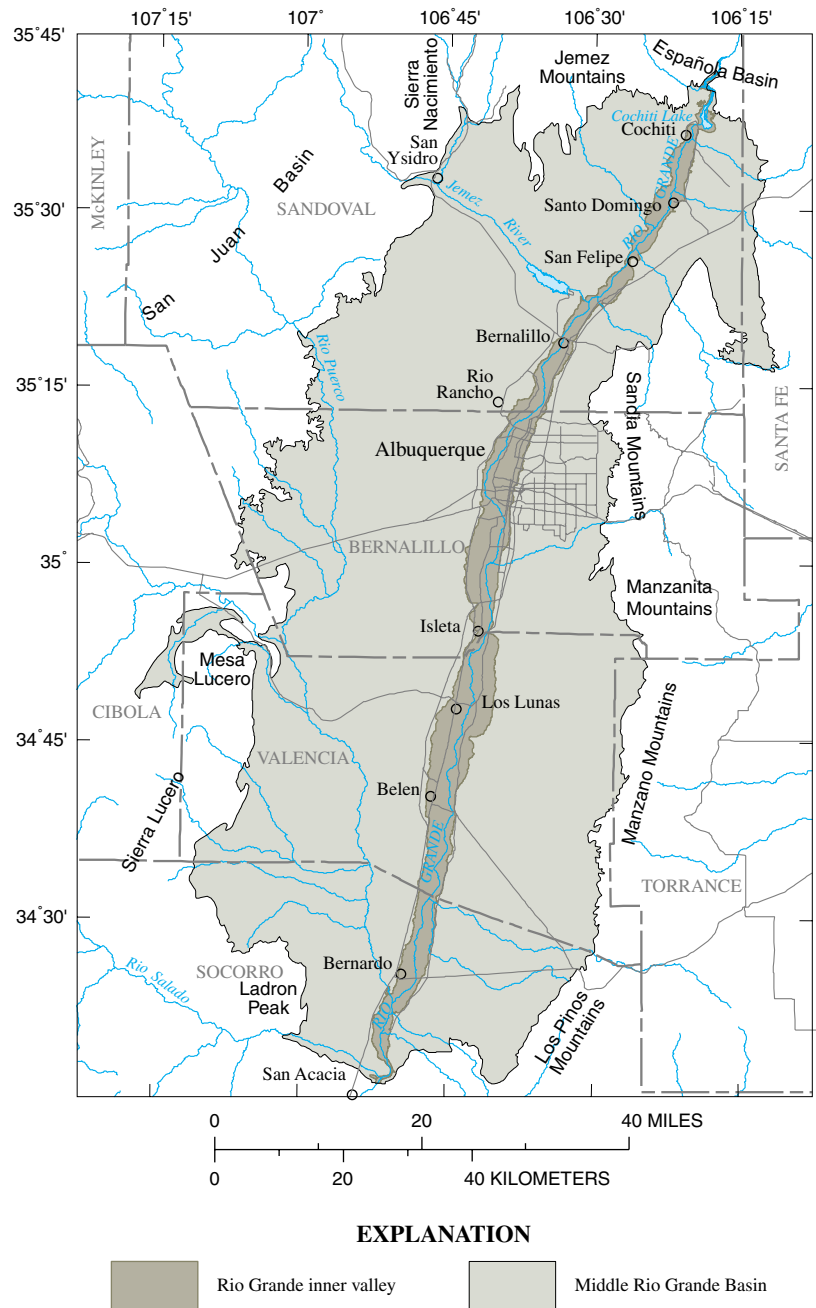 107˚15'
107˚
106˚45'
106˚30'
106˚15'
35˚45'
35˚30'
35˚15'
35˚
34˚45'
34˚30'
Española Basin
Jemez
Mountains
Sierra
Nacimiento
Cochiti Lake
Cochiti
San
Ysidro
McKINLEY
San Juan Basin
SANDOVAL
Jemez River
Santo Domingo
RIO GRANDE
San Felipe
Bernalillo
Rio Puerco
Rio
Rancho
Sandia Mountains
SANTA FE
Albuquerque
BERNALILLO
Manzanita
Mountains
Isleta
Mesa
Lucero
CIBOLA
Los Lunas
VALENCIA
Manzano Mountains
Belen
Sierra Lucero
RIO GRANDE
TORRANCE
Rio Salado
SOCORRO
Bernardo
Ladron
Peak
Los Pinos
Mountains
San Acacia
0 20 40 MILES
0 20 40 KILOMETERS
EXPLANATION
Rio Grande inner valley
Middle Rio Grande Basin